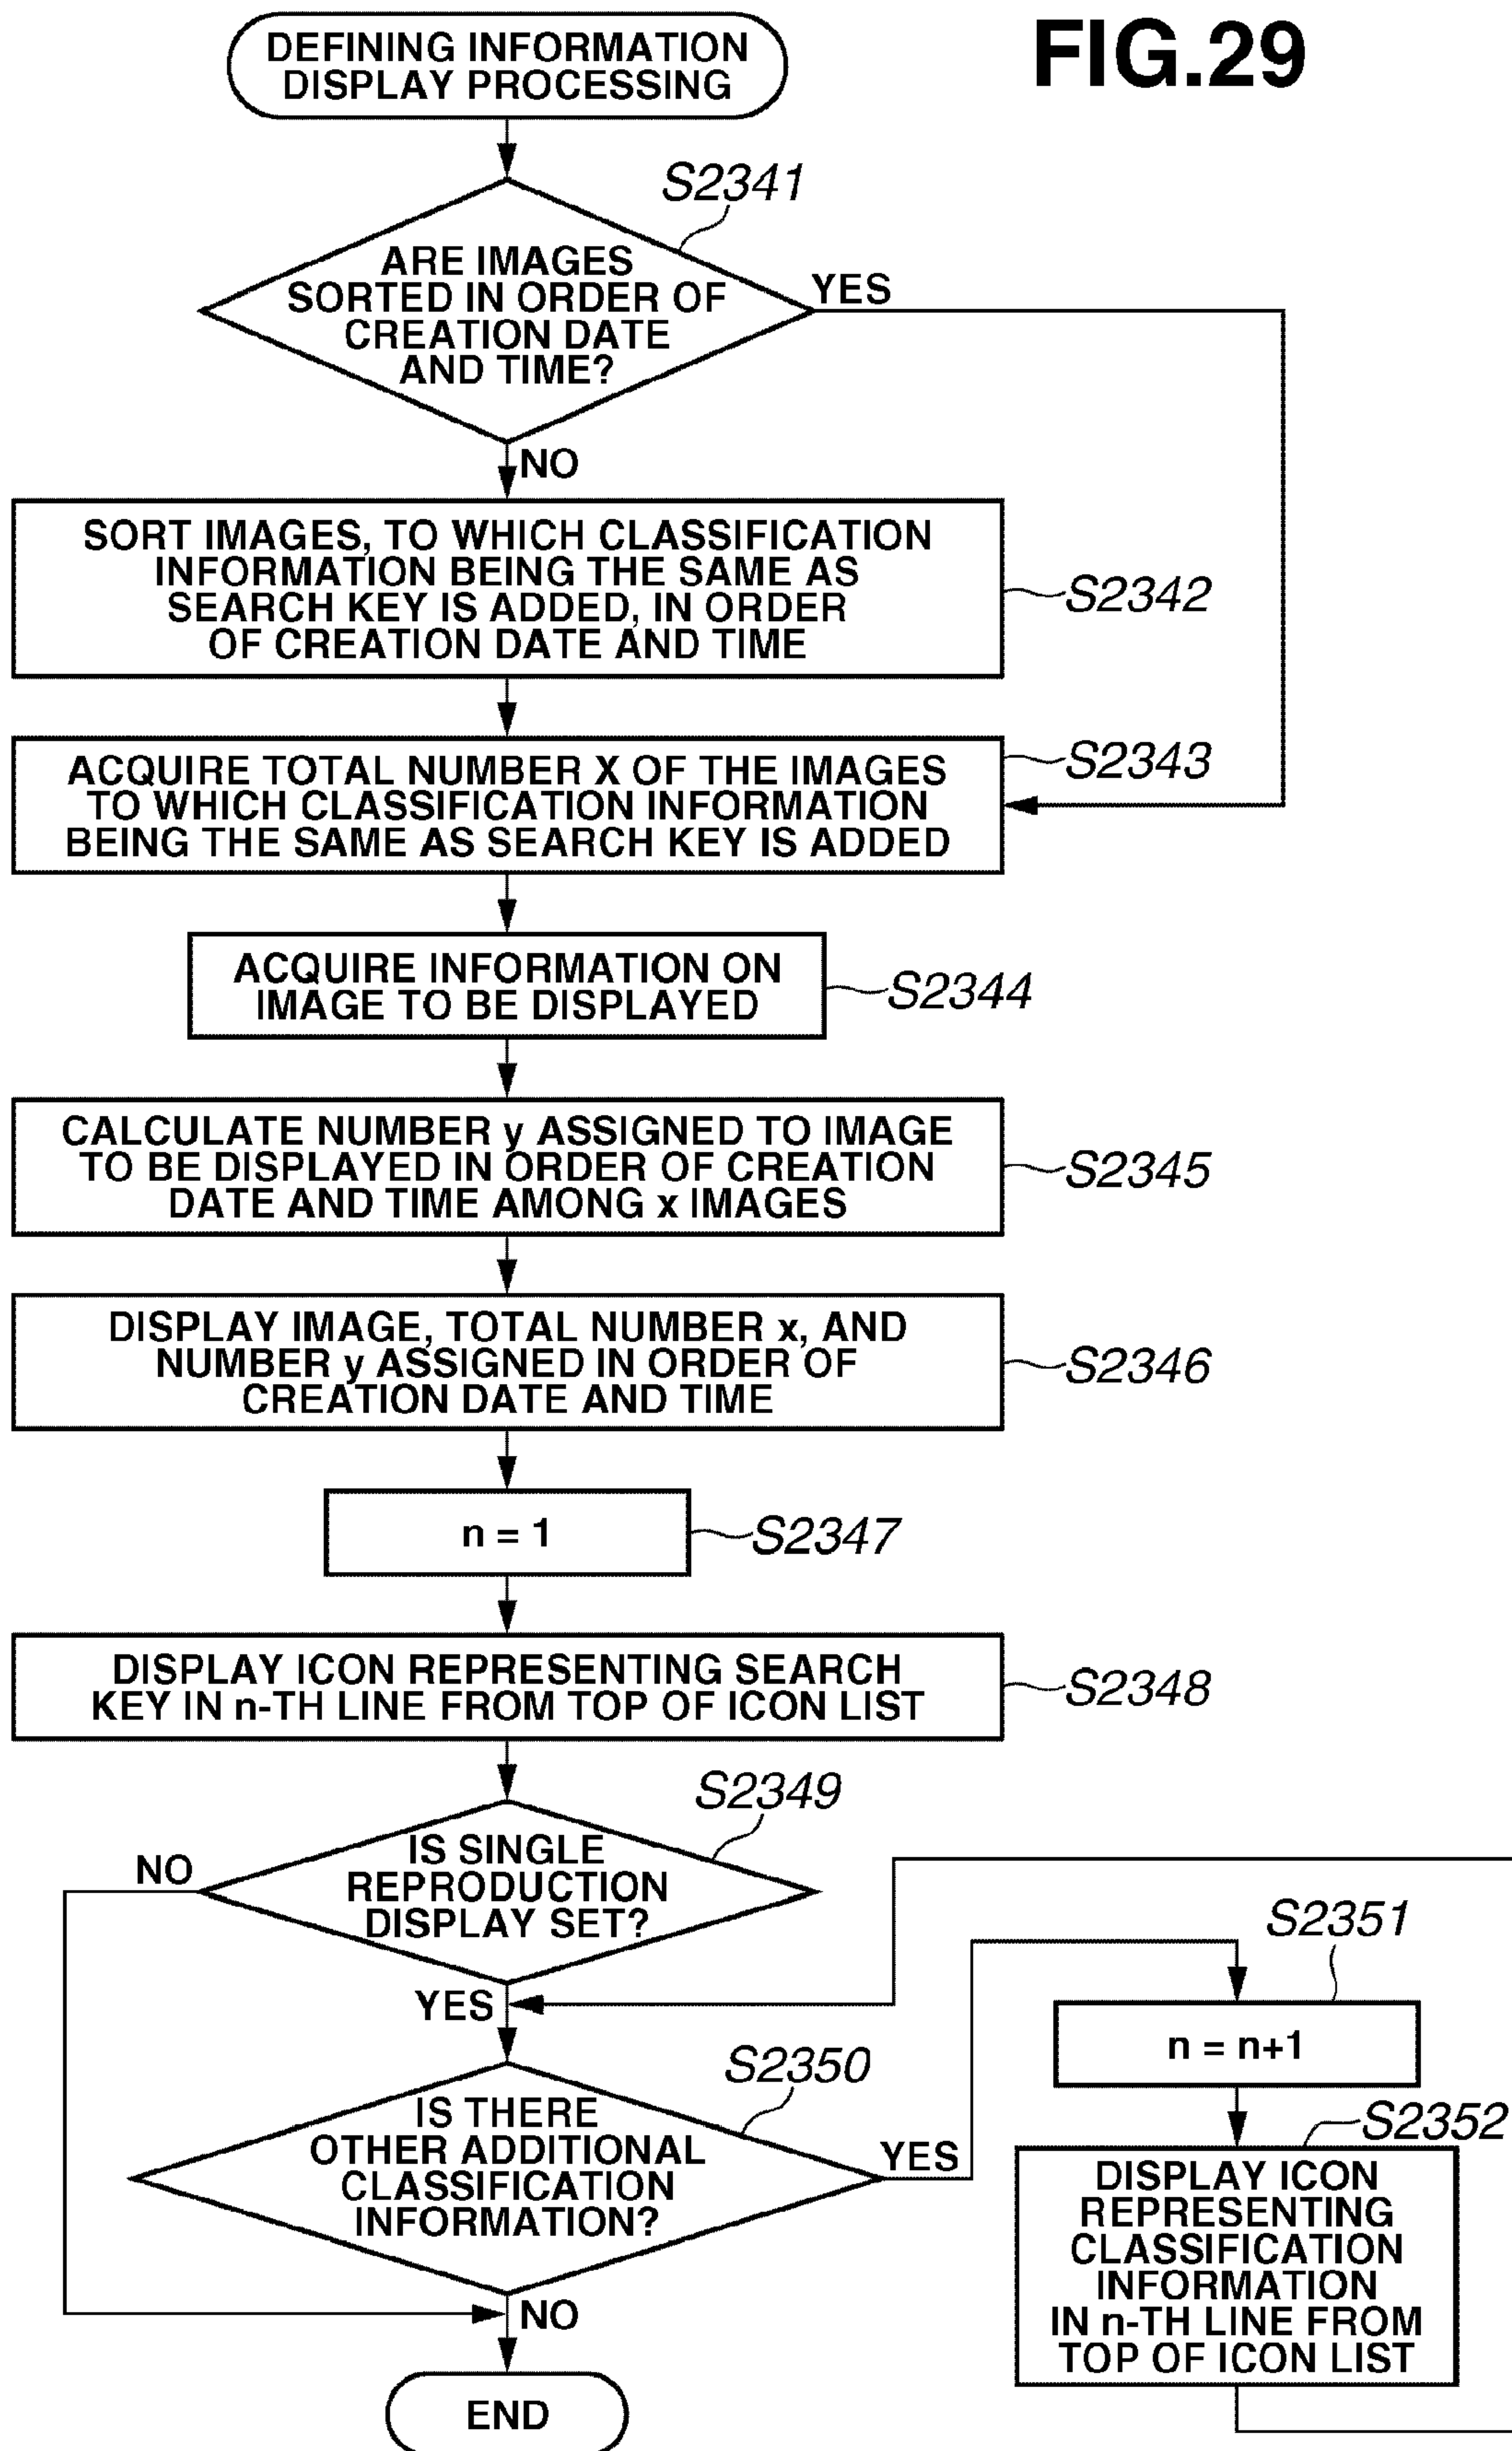 FIG.29
DEFINING INFORMATION
DISPLAY PROCESSING
S2341
ARE IMAGES
SORTED IN ORDER OF
CREATION DATE
AND TIME?
YES
NO
SORT IMAGES, TO WHICH CLASSIFICATION
INFORMATION BEING THE SAME AS
SEARCH KEY IS ADDED, IN ORDER
OF CREATION DATE AND TIME
S2342
ACQUIRE TOTAL NUMBER X OF THE IMAGES
TO WHICH CLASSIFICATION INFORMATION
BEING THE SAME AS SEARCH KEY IS ADDED
S2343
ACQUIRE INFORMATION ON
IMAGE TO BE DISPLAYED
S2344
CALCULATE NUMBER y ASSIGNED TO IMAGE
TO BE DISPLAYED IN ORDER OF CREATION
DATE AND TIME AMONG x IMAGES
S2345
DISPLAY IMAGE, TOTAL NUMBER x, AND
NUMBER y ASSIGNED IN ORDER OF
CREATION DATE AND TIME
S2346
n = 1
S2347
DISPLAY ICON REPRESENTING SEARCH
KEY IN n-TH LINE FROM TOP OF ICON LIST
S2348
S2349
IS SINGLE
REPRODUCTION
DISPLAY SET?
NO
YES
S2350
IS THERE
OTHER ADDITIONAL
CLASSIFICATION
INFORMATION?
YES
NO
S2351
n = n+1
S2352
DISPLAY ICON
REPRESENTING
CLASSIFICATION
INFORMATION
IN n-TH LINE FROM
TOP OF ICON LIST
END